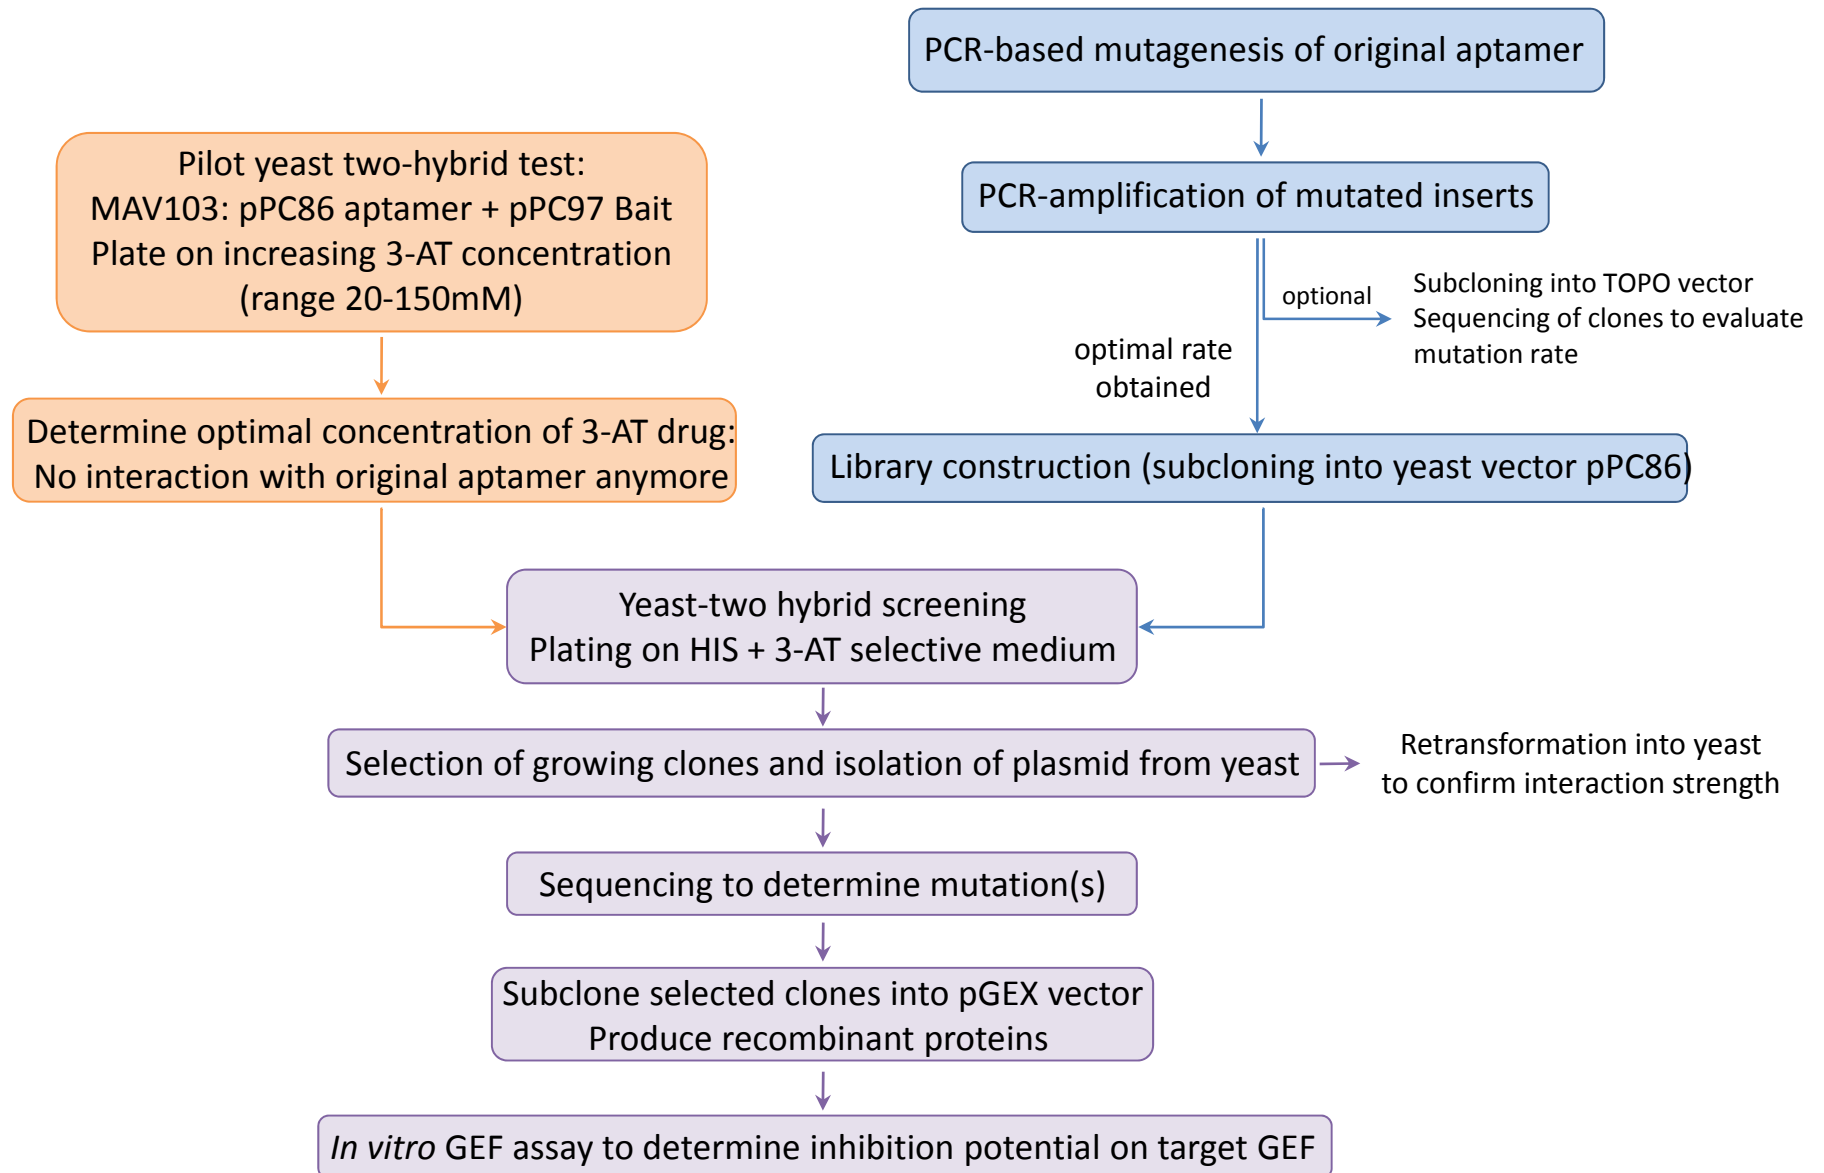 PCR-based mutagenesis of original aptamer
Pilot yeast two-hybrid test:
MAV103: pPC86 aptamer + pPC97 Bait
Plate on increasing 3-AT concentration
(range 20-150mM)
PCR-amplification of mutated inserts
optional
Subcloning into TOPO vector
Sequencing of clones to evaluate
mutation rate
optimal rate
obtained
Determine optimal concentration of 3-AT drug:
No interaction with original aptamer anymore
Library construction (subcloning into yeast vector pPC86)
Yeast-two hybrid screening
Plating on HIS + 3-AT selective medium
Selection of growing clones and isolation of plasmid from yeast
Retransformation into yeast
to confirm interaction strength
Sequencing to determine mutation(s)
Subclone selected clones into pGEX vector
Produce recombinant proteins
In vitro GEF assay to determine inhibition potential on target GEF